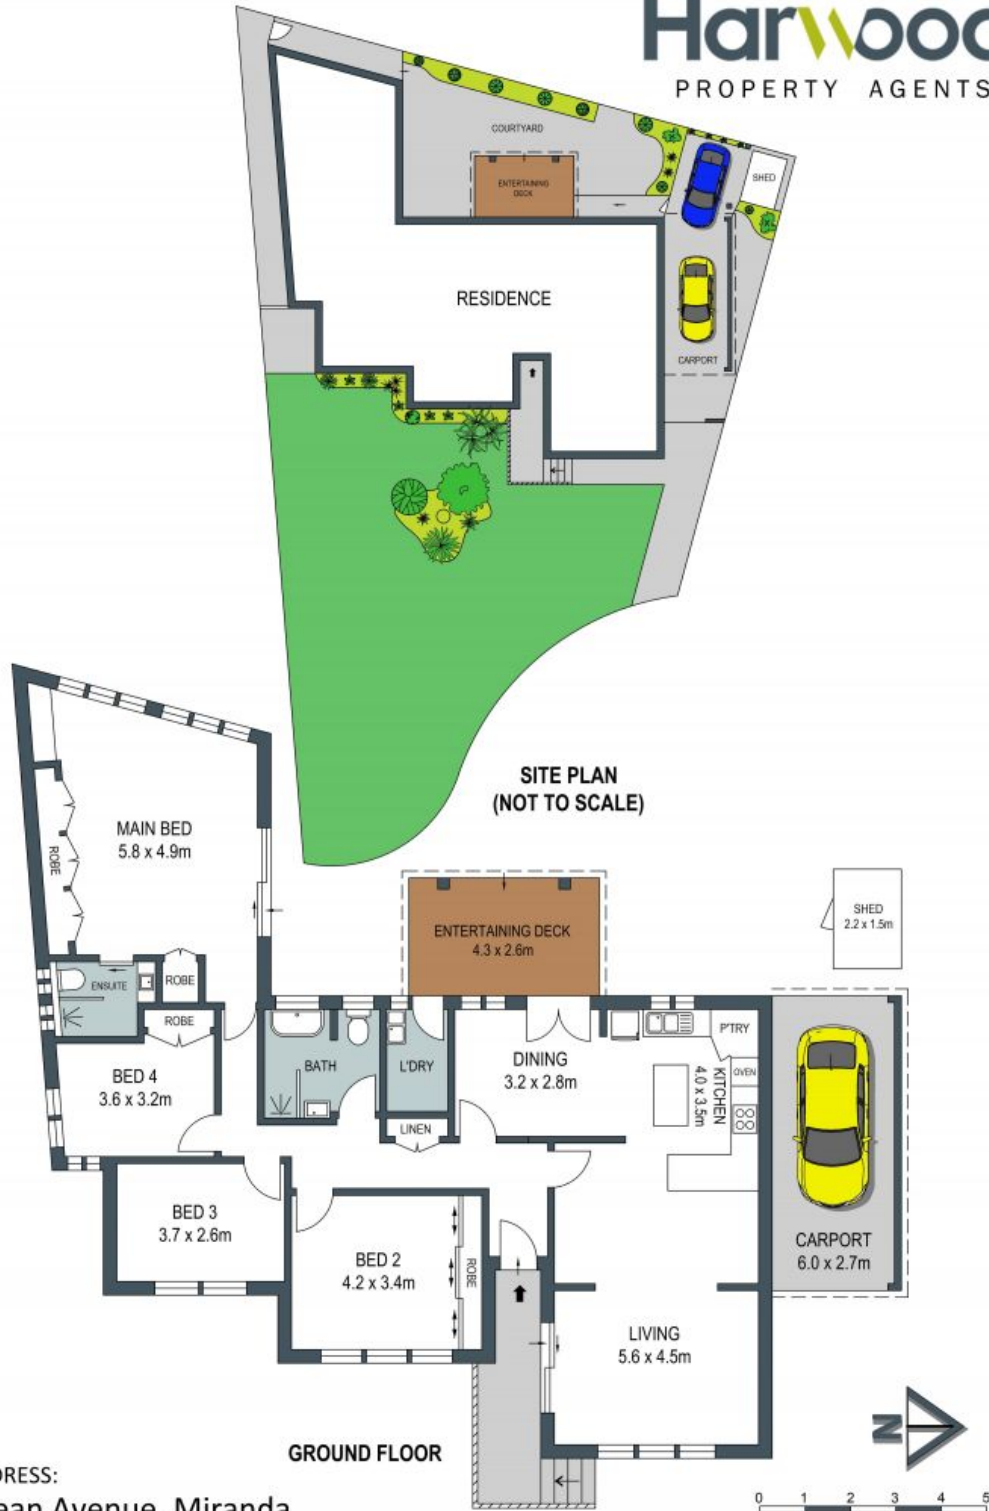 Harwood
PROPERTY AGENTS
COURTYARD
ENTERTAINING
DECK
SHED
RESIDENCE
CARPORT
SITE PLAN
(NOT TO SCALE)
MAIN BED
5.8 x 4.9m
ROBE
ENSUITE
ROBE
ROBE
BED 4
3.6 x 3.2m
BATH
L'DRY
LINEN
ENTERTAINING DECK
4.3 x 2.6m
SHED
2.2 x 1.5m
DINING
3.2 x 2.8m
P'TRY
OVEN
KITCHEN
4.0 x 3.5m
BED 3
3.7 x 2.6m
BED 2
4.2 x 3.4m
ROBE
CARPORT
6.0 x 2.7m
LIVING
5.6 x 4.5m
N
GROUND FLOOR
DRESS:
ean Avenue, Miranda
0 1 2 3 4 5